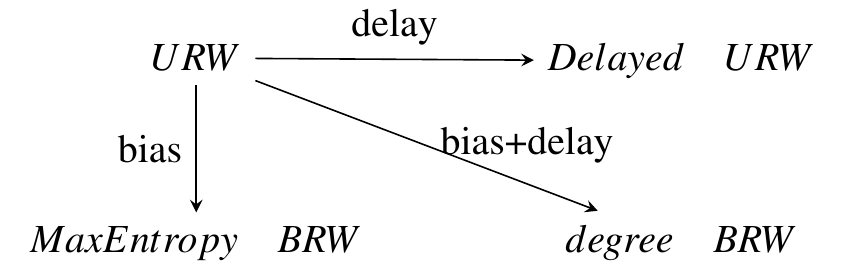 delay
URW Delayed URW
bias bias+delay
MaxEntropy BRW degree BRW